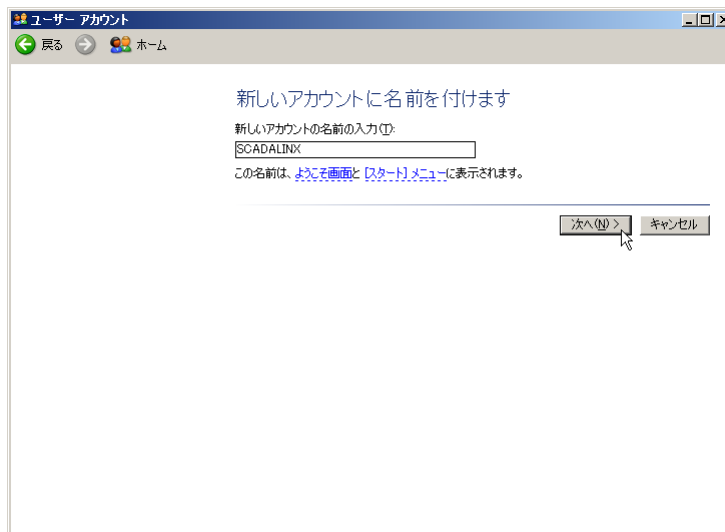 ユーザー アカウント
戻る ホーム
新しいアカウントに名前を付けます
新しいアカウントの名前の入力(T):
SCADALINX
この名前は、ようこそ画面と [スタート] メニューに表示されます。
次へ(N) > キャンセル